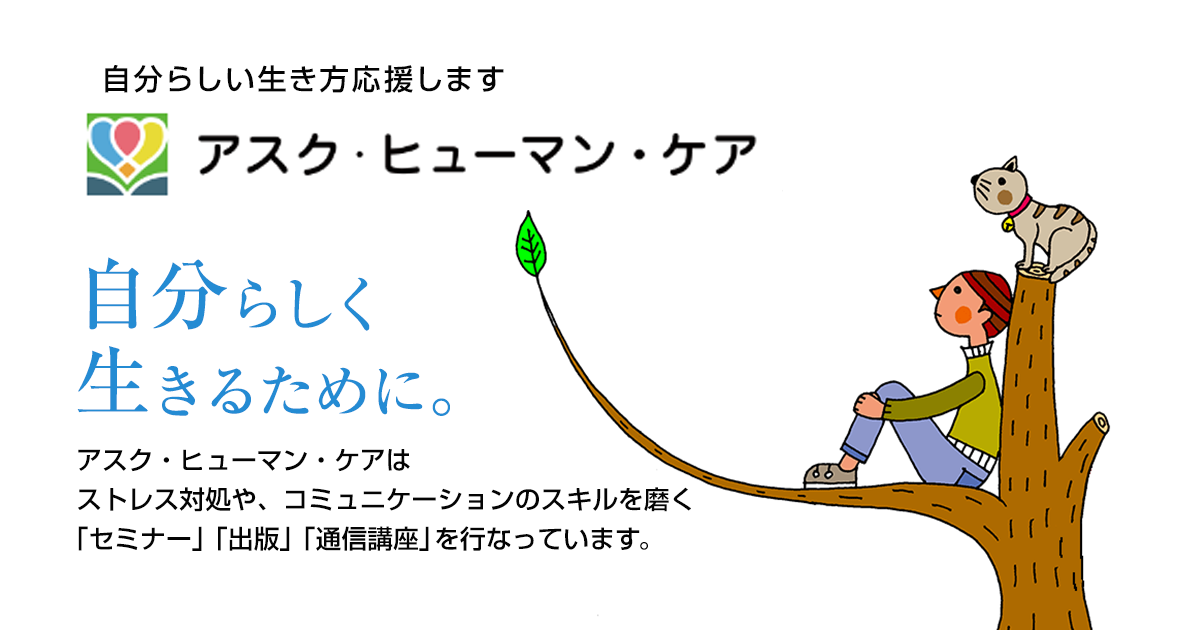 自分らしい生き方応援します
アスク・ヒューマン・ケア
自分らしく
生きるために。
アスク・ヒューマン・ケアは
ストレス対処や、コミュニケーションのスキルを磨く
「セミナー」「出版」「通信講座」を行なっています。